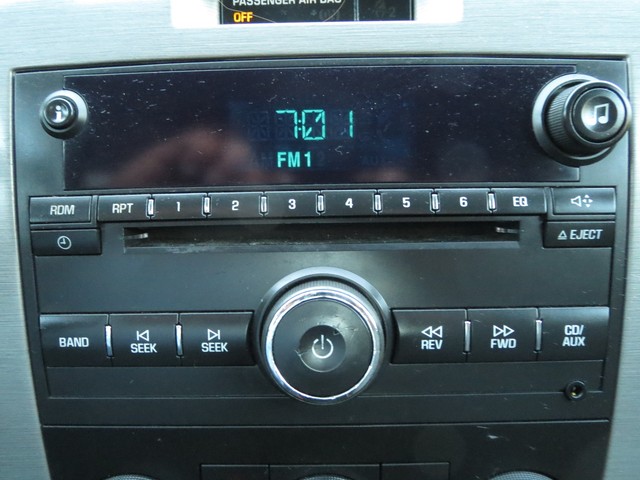 PASSENGER AIR BAG
OFF
7:01
FM1
RDM
RPT
1
2
3
4
5
6
EQ
EJECT
BAND
SEEK
SEEK
REV
FWD
CD/
AUX